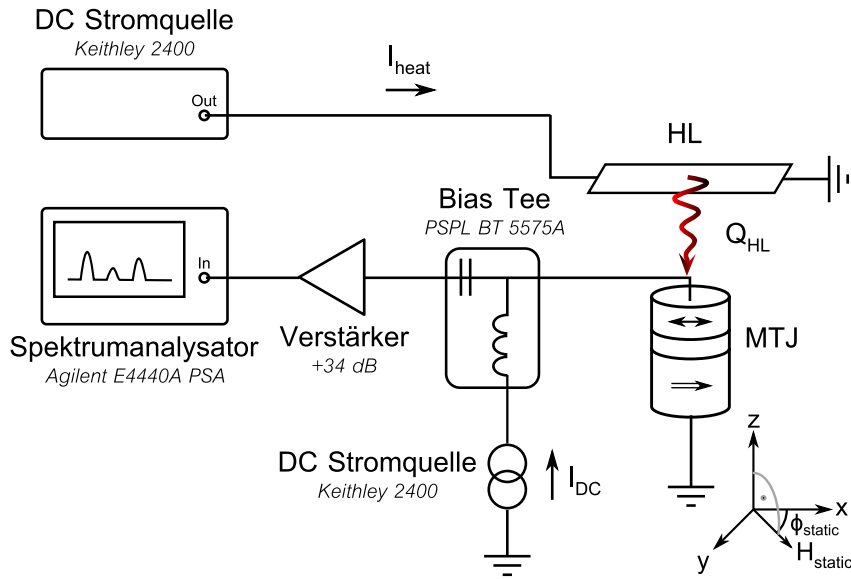 DC Stromquelle
Keithley 2400
Out
I_heat
HL
Bias Tee
PSPL BT 5575A
Q_HL
In
Verstärker
+34 dB
MTJ
Spektrumanalysator
Agilent E4440A PSA
DC Stromquelle
Keithley 2400
I_DC
z
x
ϕ_static
H_static
y